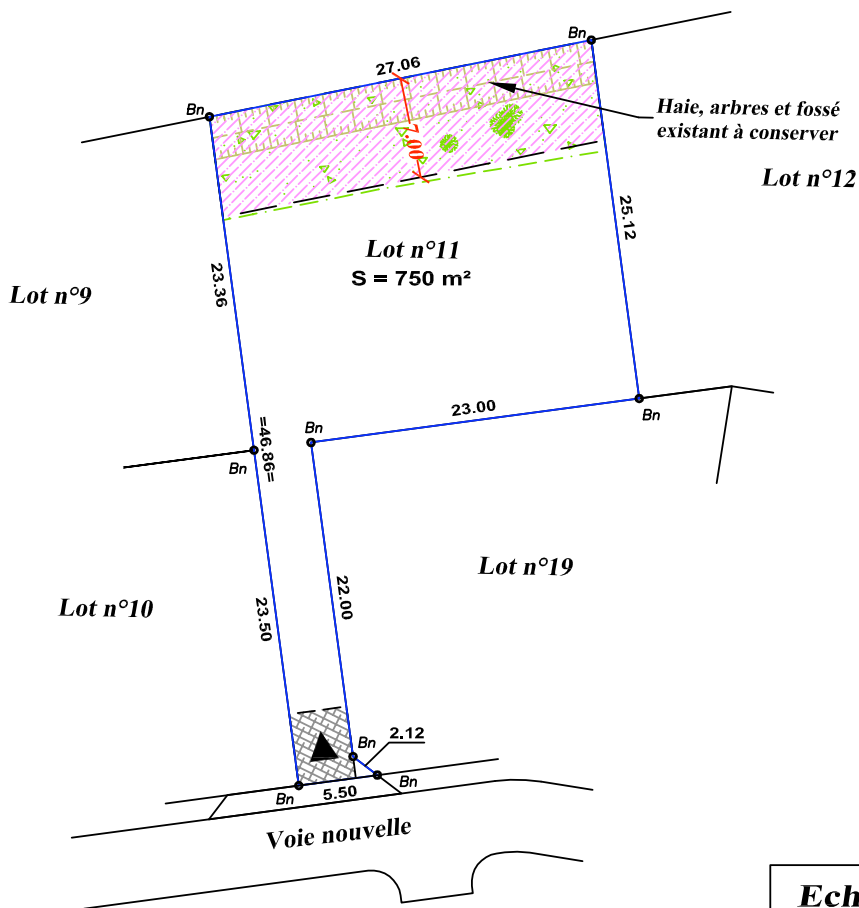 Bn
27.06
Bn
Haie, arbres et fossé
existant à conserver
7.00
Lot n°12
25.12
Lot n°11
S = 750 m²
23.36
Lot n°9
23.00
Bn
Bn
=46.86=
Bn
Lot n°19
22.00
23.50
Lot n°10
2.12
Bn
Bn
5.50
Bn
Voie nouvelle
Ech